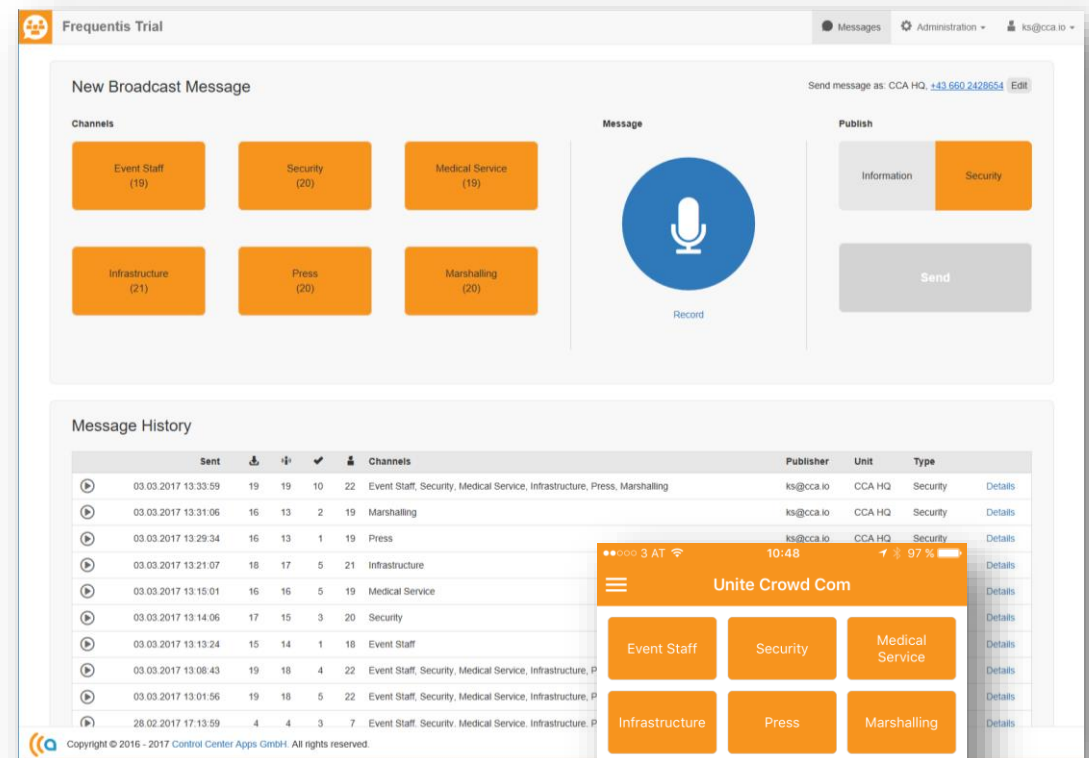 Frequentis Trial
Messages Administration ks@cca.io
New Broadcast Message
Send message as: CCA HQ, +43 660 2428654 Edit
Channels Message Publish
Event Staff Security Medical Service Information Security
(19) (20) (19)
Infrastructure Press Marshalling Send
(21) (20) (20)
Record
Message History
Sent Channels Publisher Unit Type
03.03.2017 13:33:59 19 19 10 22 Event Staff, Security, Medical Service, Infrastructure, Press, Marshalling ks@cca.io CCA HQ Security Details
03.03.2017 13:31:06 16 13 2 19 Marshalling ks@cca.io CCA HQ Security Details
03.03.2017 13:29:34 16 13 1 19 Press ks@cca.io CCA HQ Security Details
03.03.2017 13:21:07 18 17 5 21 Infrastructure Details
03.03.2017 13:15:01 16 16 5 19 Medical Service Details
03.03.2017 13:14:06 17 15 3 20 Security Details
03.03.2017 13:13:24 15 14 1 18 Event Staff Details
03.03.2017 13:08:43 19 18 4 22 Event Staff, Security, Medical Service, Infrastructure, P Details
03.03.2017 13:01:56 19 18 5 22 Event Staff, Security, Medical Service, Infrastructure, P Details
28.02.2017 17:13:59 4 4 3 7 Event Staff, Security, Medical Service, Infrastructure, P Details
Copyright © 2016 - 2017 Control Center Apps GmbH. All rights reserved.
3 AT 10:48 97 %
Unite Crowd Com
Event Staff Security Medical
Service
Infrastructure Press Marshalling